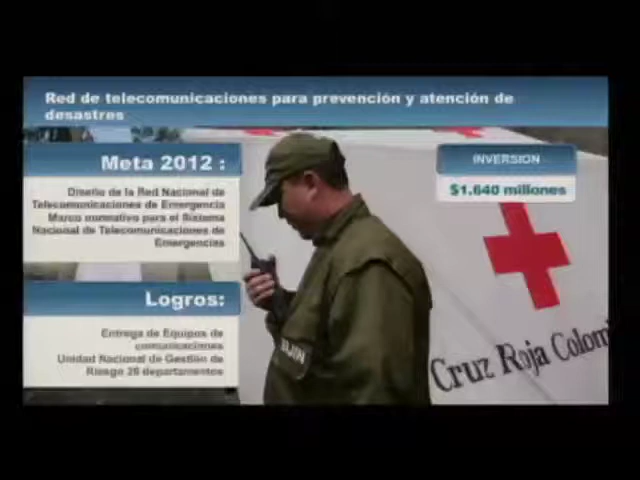 Red de telecomunicaciones para prevención y atención de
desastres
Meta 2012 :
Diseño de la Red Nacional de
Telecomunicaciones de Emergencia
Marco normativo para el Sistema
Nacional de Telecomunicaciones de
Emergencias
INVERSION
$1.640 millones
Logros:
Entrega de Equipos de
comunicaciones
Unidad Nacional de Gestión de
Riesgo 26 departamentos
Cruz Roja Colom